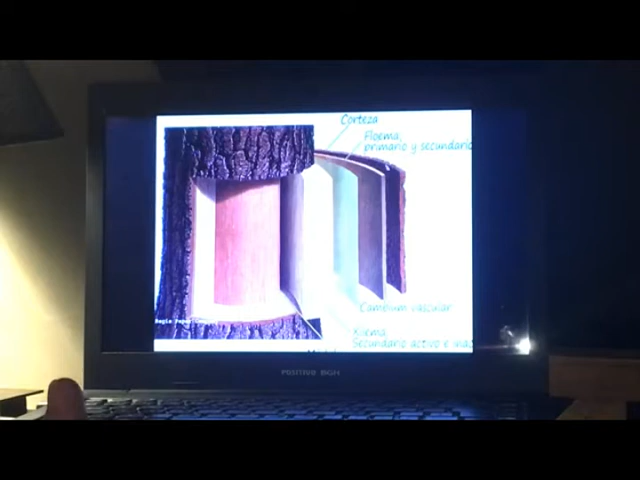 Corteza
Floema,
primario y secundario
Cambium vascular
Xilema
Secundario activo e
POSITIVO BGH